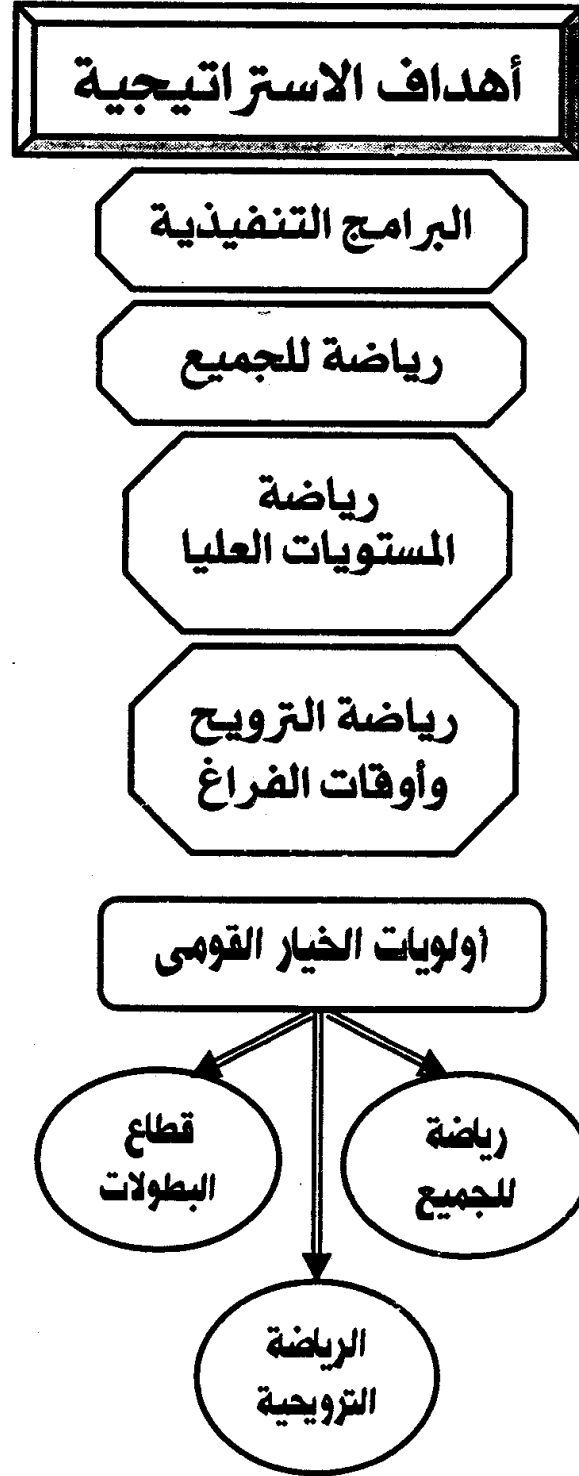 أهداف الاستراتيجية
البرامج التنفيذية
رياضة للجميع
رياضة
المستويات العليا
رياضة الترويح
وأوقات الفراغ
أولويات الخيار القومى
رياضة
للجميع
قطاع
البطولات
الرياضة
الترويحية